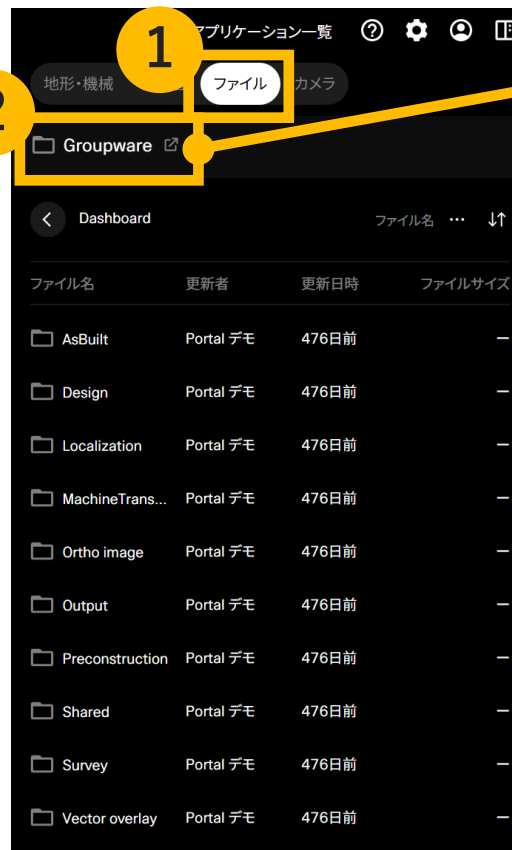 1
アプリケーション一覧
地形・機械 ファイル カメラ
2
Groupware
Dashboard ファイル名 …
ファイル名 更新者 更新日時 ファイルサイズ
AsBuilt Portal デモ 476日前 –
Design Portal デモ 476日前 –
Localization Portal デモ 476日前 –
MachineTrans... Portal デモ 476日前 –
Ortho image Portal デモ 476日前 –
Output Portal デモ 476日前 –
Preconstruction Portal デモ 476日前 –
Shared Portal デモ 476日前 –
Survey Portal デモ 476日前 –
Vector overlay Portal デモ 476日前 –